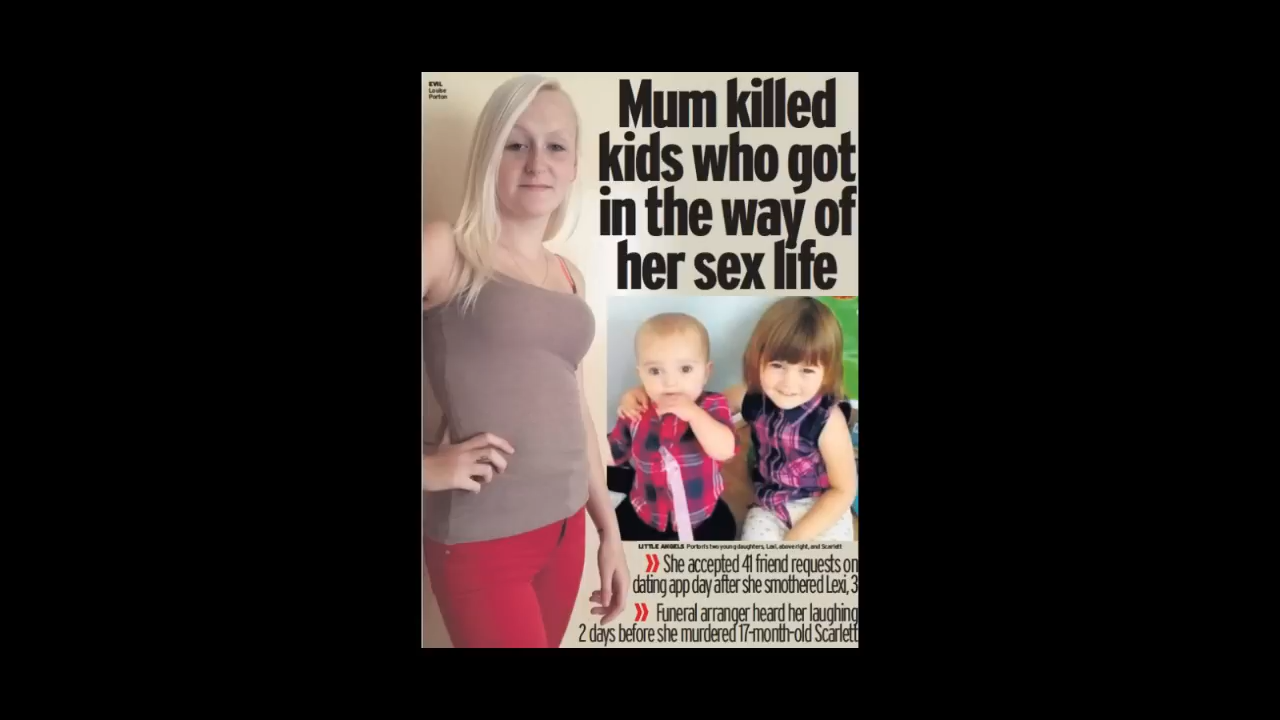 EVIL
Louise
Porton
Mum killed
kids who got
in the way of
her sex life
LITTLE ANGELS Porton's two young daughters, Lexi, above right, and Scarlett
» She accepted 41 friend requests on
dating app day after she smothered Lexi, 3
» Funeral arranger heard her laughing
2 days before she murdered 17-month-old Scarlett